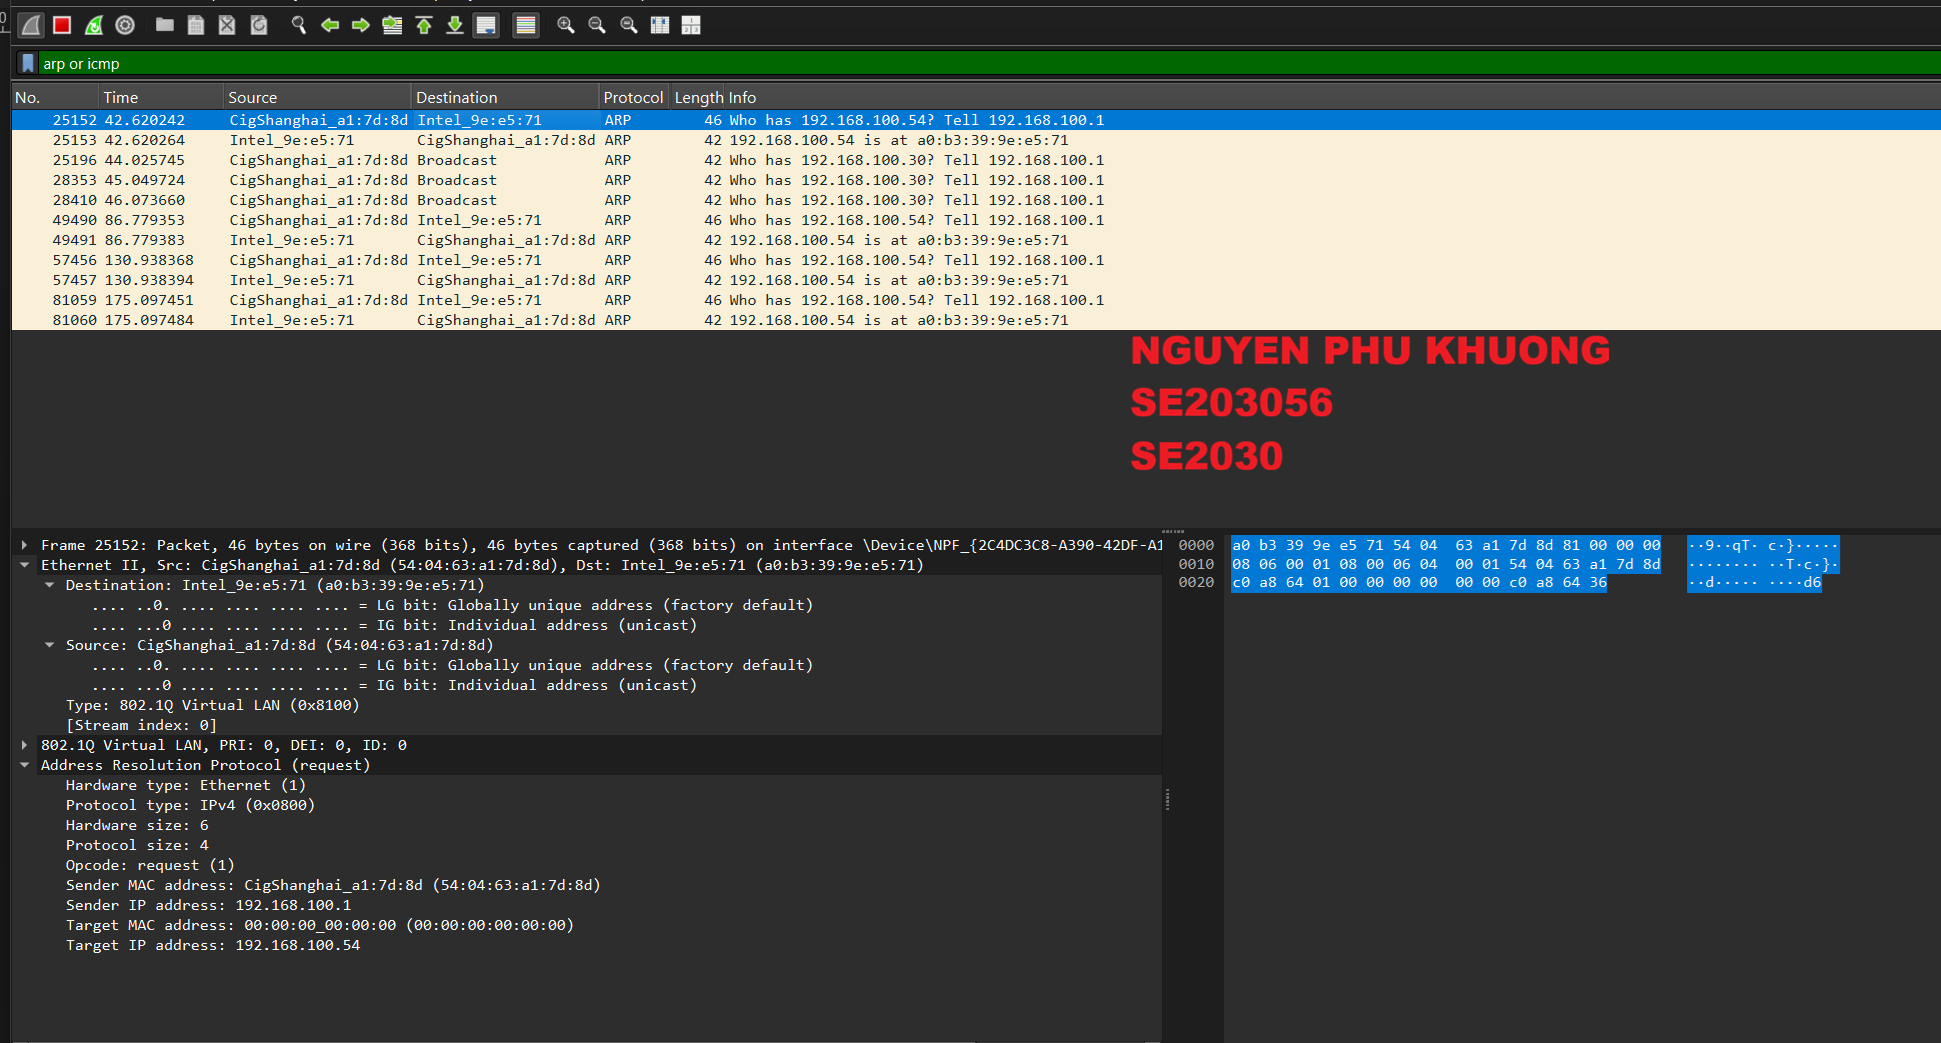 arp or icmp
No. Time Source Destination Protocol Length Info
25152 42.620242 CigShanghai_a1:7d:8d Intel_9e:e5:71 ARP 46 Who has 192.168.100.54? Tell 192.168.100.1
25153 42.620264 Intel_9e:e5:71 CigShanghai_a1:7d:8d ARP 42 192.168.100.54 is at a0:b3:39:9e:e5:71
25196 44.025745 CigShanghai_a1:7d:8d Broadcast ARP 42 Who has 192.168.100.30? Tell 192.168.100.1
28353 45.049724 CigShanghai_a1:7d:8d Broadcast ARP 42 Who has 192.168.100.30? Tell 192.168.100.1
28410 46.073660 CigShanghai_a1:7d:8d Broadcast ARP 42 Who has 192.168.100.30? Tell 192.168.100.1
49490 86.779353 CigShanghai_a1:7d:8d Intel_9e:e5:71 ARP 46 Who has 192.168.100.54? Tell 192.168.100.1
49491 86.779383 Intel_9e:e5:71 CigShanghai_a1:7d:8d ARP 42 192.168.100.54 is at a0:b3:39:9e:e5:71
57456 130.938368 CigShanghai_a1:7d:8d Intel_9e:e5:71 ARP 46 Who has 192.168.100.54? Tell 192.168.100.1
57457 130.938394 Intel_9e:e5:71 CigShanghai_a1:7d:8d ARP 42 192.168.100.54 is at a0:b3:39:9e:e5:71
81059 175.097451 CigShanghai_a1:7d:8d Intel_9e:e5:71 ARP 46 Who has 192.168.100.54? Tell 192.168.100.1
81060 175.097484 Intel_9e:e5:71 CigShanghai_a1:7d:8d ARP 42 192.168.100.54 is at a0:b3:39:9e:e5:71
NGUYEN PHU KHUONG
SE203056
SE2030
Frame 25152: Packet, 46 bytes on wire (368 bits), 46 bytes captured (368 bits) on interface \Device\NPF_{2C4DC3C8-A390-42DF-A1
Ethernet II, Src: CigShanghai_a1:7d:8d (54:04:63:a1:7d:8d), Dst: Intel_9e:e5:71 (a0:b3:39:9e:e5:71)
Destination: Intel_9e:e5:71 (a0:b3:39:9e:e5:71)
.... ..0. .... .... .... .... = LG bit: Globally unique address (factory default)
.... ...0 .... .... .... .... = IG bit: Individual address (unicast)
Source: CigShanghai_a1:7d:8d (54:04:63:a1:7d:8d)
.... ..0. .... .... .... .... = LG bit: Globally unique address (factory default)
.... ...0 .... .... .... .... = IG bit: Individual address (unicast)
Type: 802.1Q Virtual LAN (0x8100)
[Stream index: 0]
802.1Q Virtual LAN, PRI: 0, DEI: 0, ID: 0
Address Resolution Protocol (request)
Hardware type: Ethernet (1)
Protocol type: IPv4 (0x0800)
Hardware size: 6
Protocol size: 4
Opcode: request (1)
Sender MAC address: CigShanghai_a1:7d:8d (54:04:63:a1:7d:8d)
Sender IP address: 192.168.100.1
Target MAC address: 00:00:00_00:00:00 (00:00:00:00:00:00)
Target IP address: 192.168.100.54
0000 a0 b3 39 9e e5 71 54 04 63 a1 7d 8d 81 00 00 00 ··9··qT· c·}·····
0010 08 06 00 01 08 00 06 04 00 01 54 04 63 a1 7d 8d ········ ··T·c·}·
0020 c0 a8 64 01 00 00 00 00 00 00 c0 a8 64 36 ··d····· ····d6